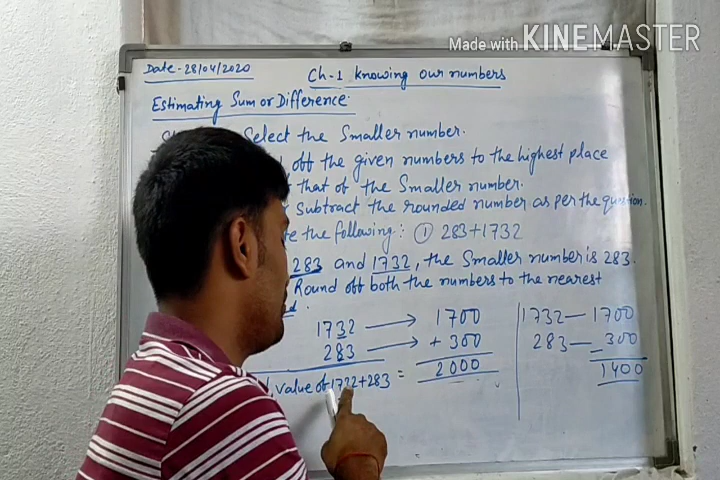 Made with KINEMASTER
Date-28/04/2020
Ch-1 Knowing our numbers
Estimating Sum or Difference
Select the Smaller number.
off the given numbers to the highest place
that of the Smaller number.
subtract the rounded number as per the question.
the following: ① 283+1732
283 and 1732, the Smaller number is 283.
Round off both the numbers to the nearest
1732 → 1700
283 → + 300
value of 1732+283 = 2000
1732 — 1700
283 — - 300
1400